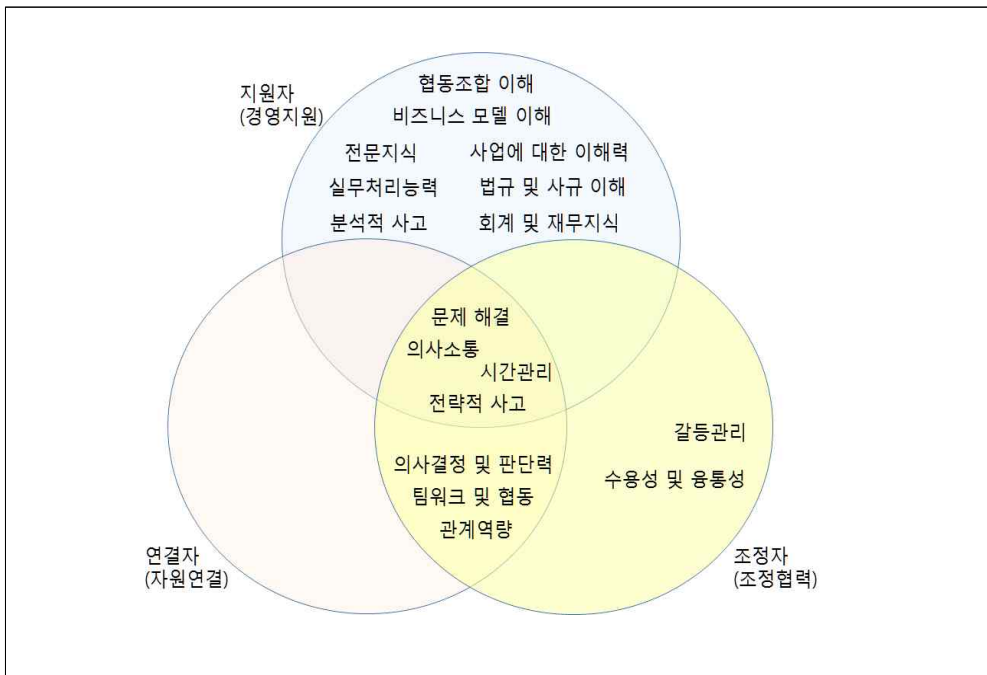 협동조합 이해
지원자
(경영지원)
비즈니스 모델 이해
전문지식
사업에 대한 이해력
실무처리능력
법규 및 사규 이해
분석적 사고
회계 및 재무지식
문제 해결
의사소통
시간관리
전략적 사고
갈등관리
의사결정 및 판단력
수용성 및 융통성
팀워크 및 협동
관계역량
연결자
(자원연결)
조정자
(조정협력)